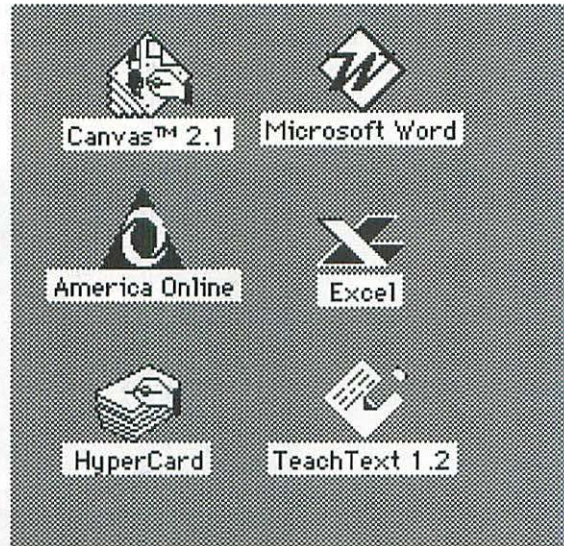 Canvas™ 2.1
Microsoft Word
America Online
Excel
HyperCard
TeachText 1.2